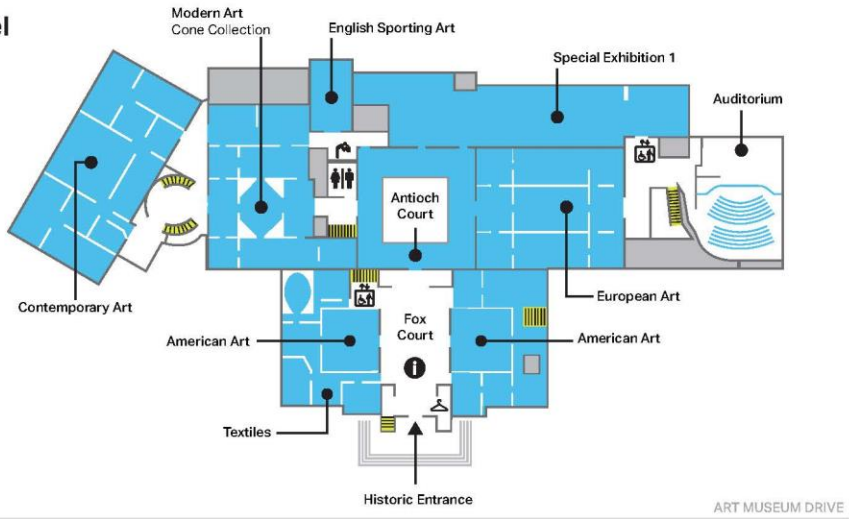 Modern Art
Cone Collection
English Sporting Art
Special Exhibition 1
Auditorium
Antioch
Court
Contemporary Art
European Art
American Art
Fox
Court
American Art
Textiles
Historic Entrance
ART MUSEUM DRIVE